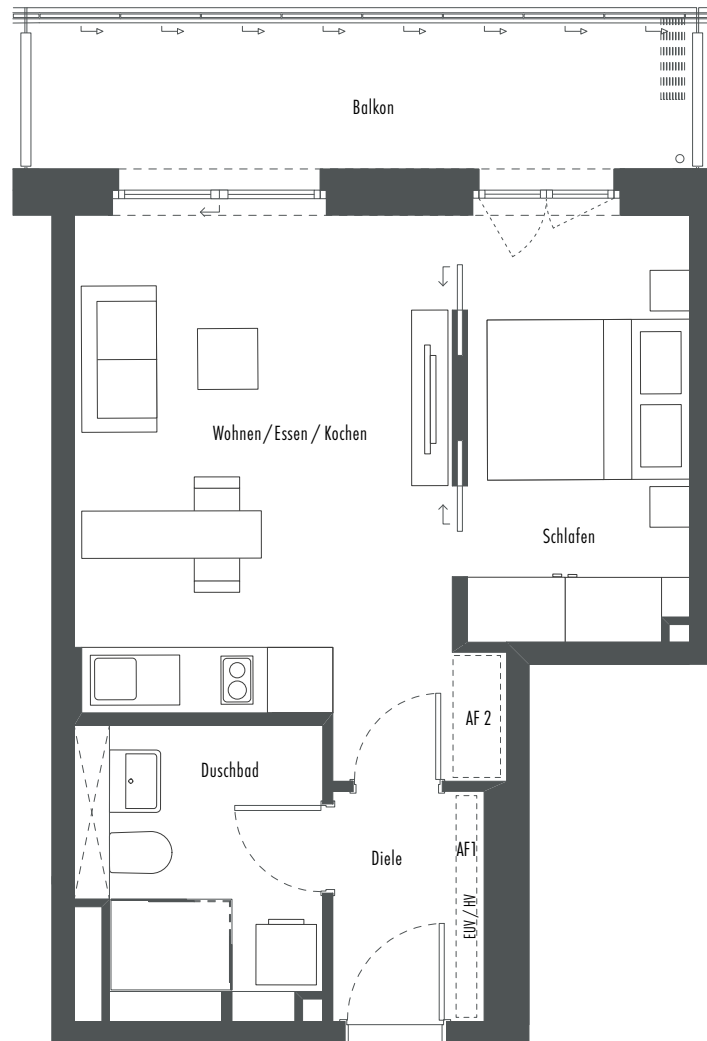 Balkon
Wohnen / Essen / Kochen
Schlafen
AF 2
Duschbad
Diele
AF1
EUV / HV